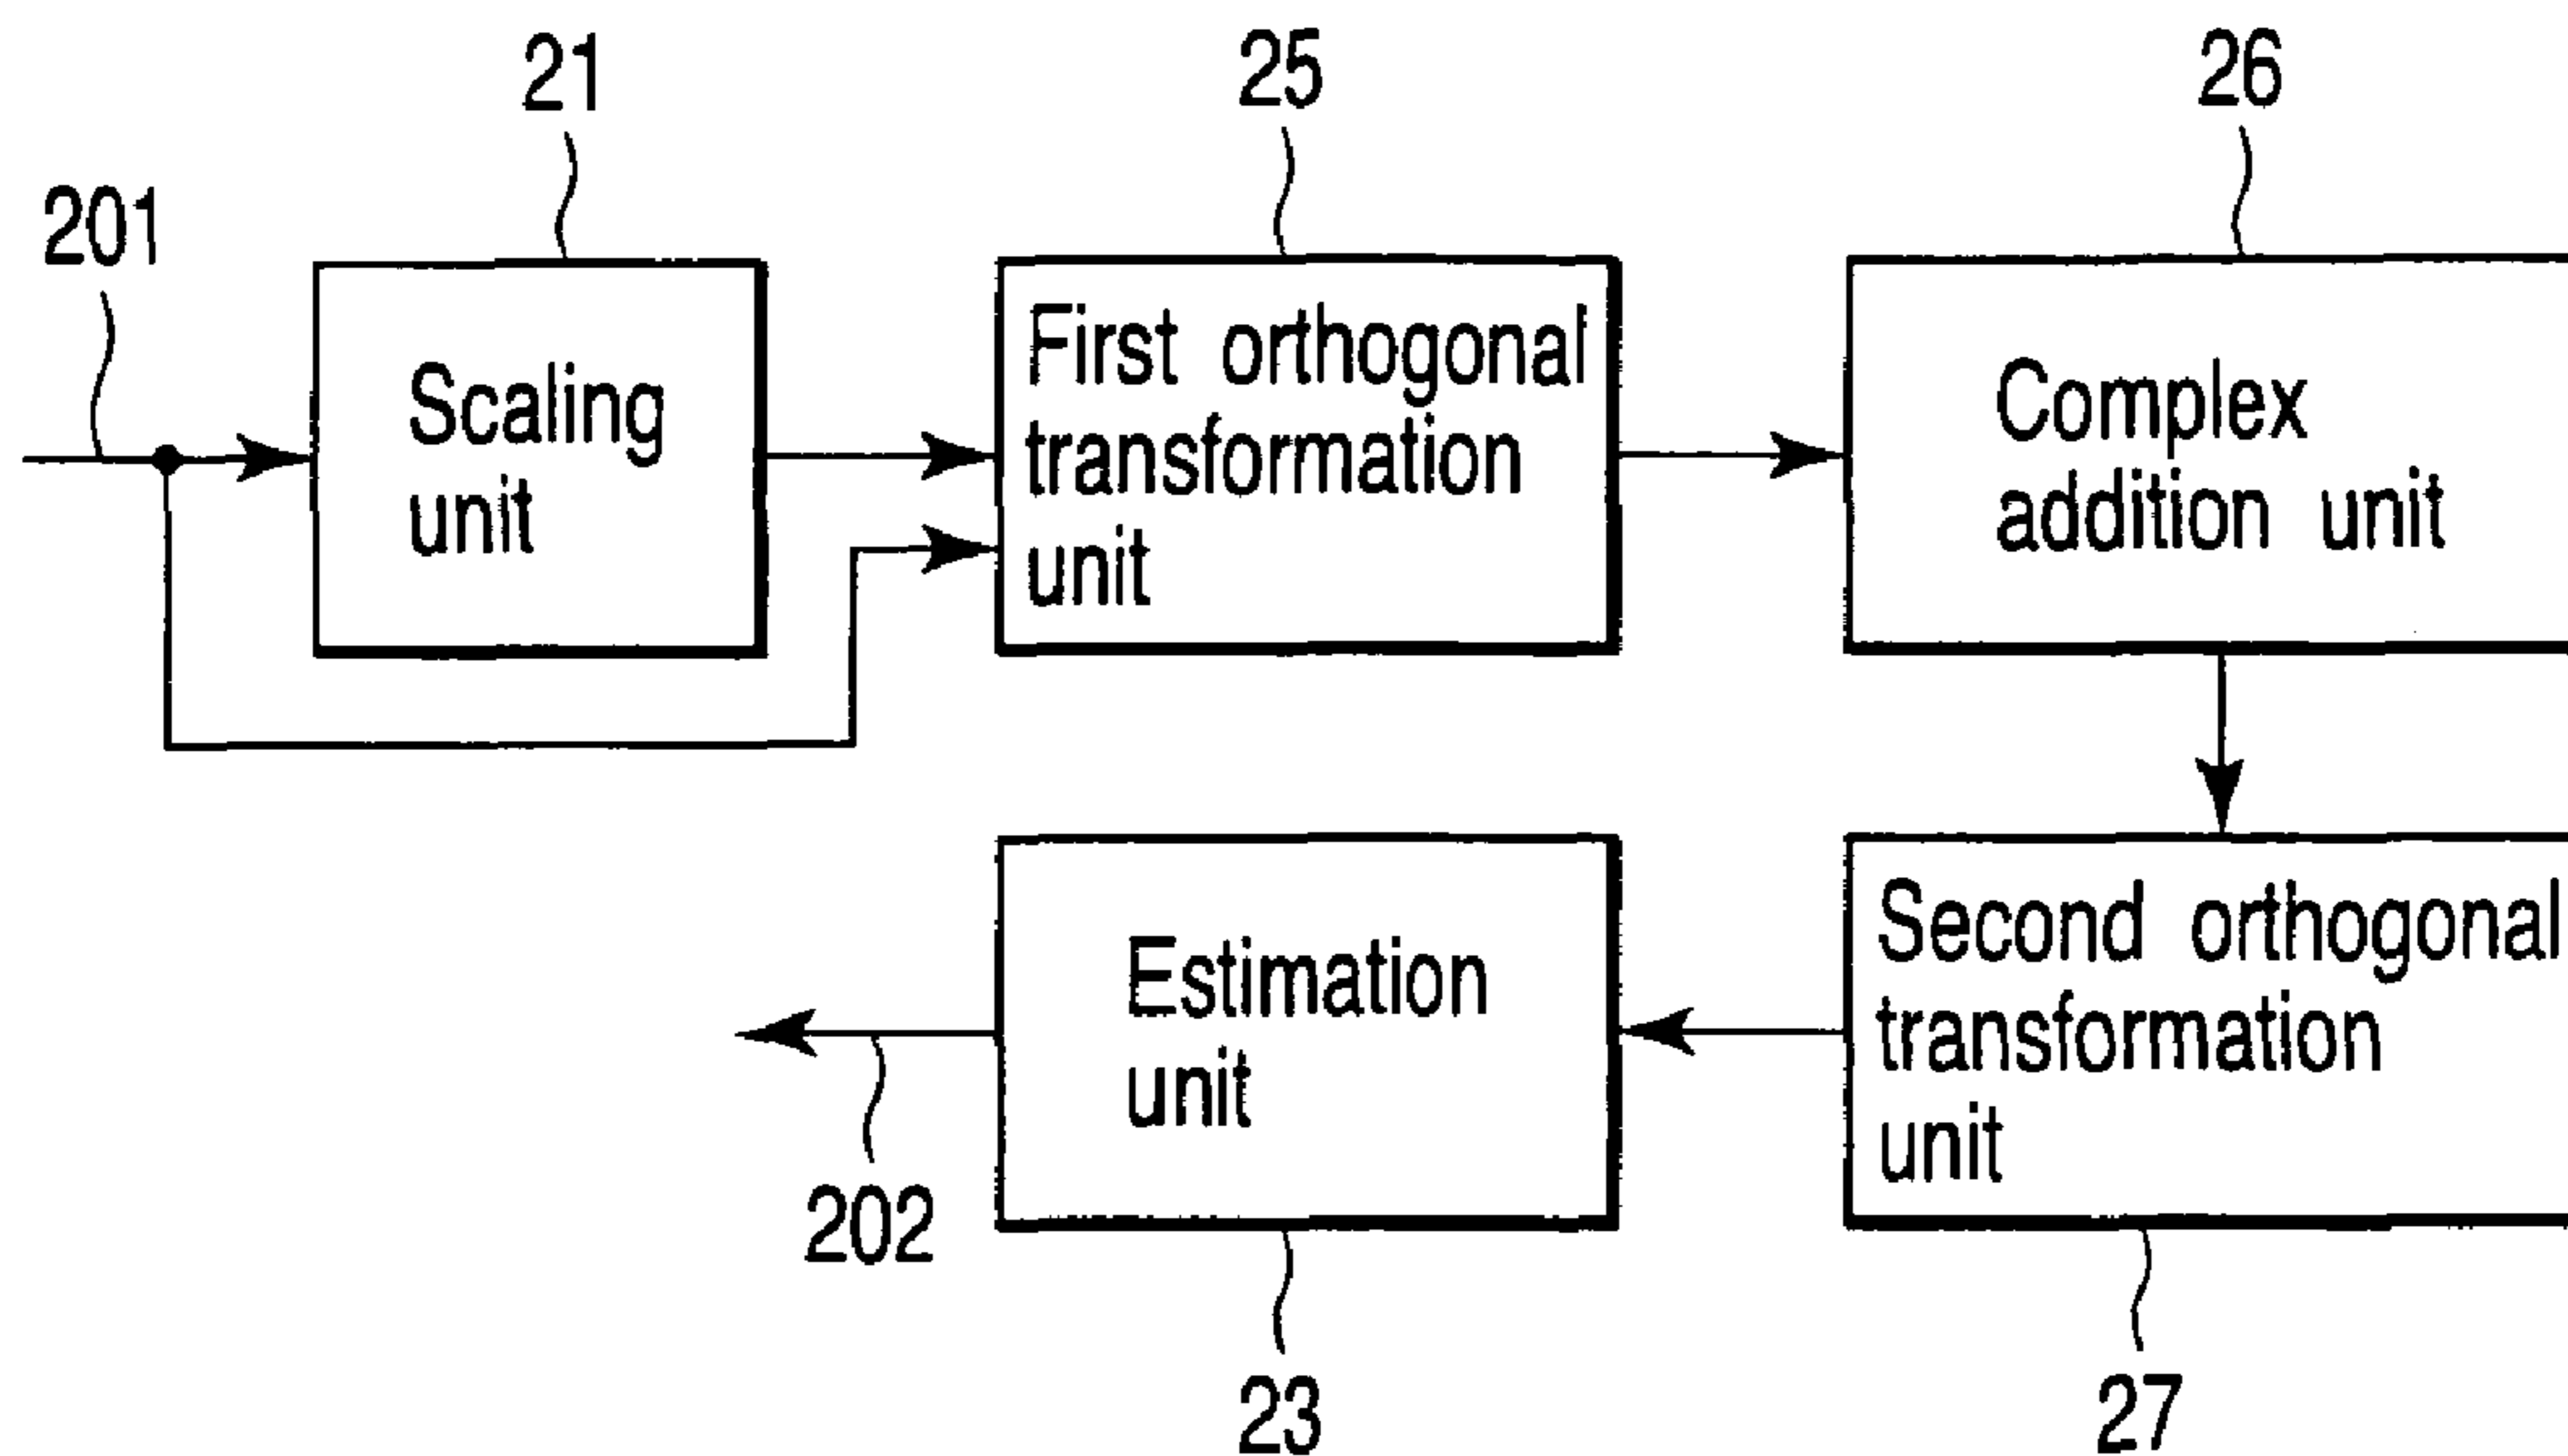 21
25
26
201
Scaling
unit
First orthogonal
transformation
unit
Complex
addition unit
Estimation
unit
Second orthogonal
transformation
unit
202
23
27